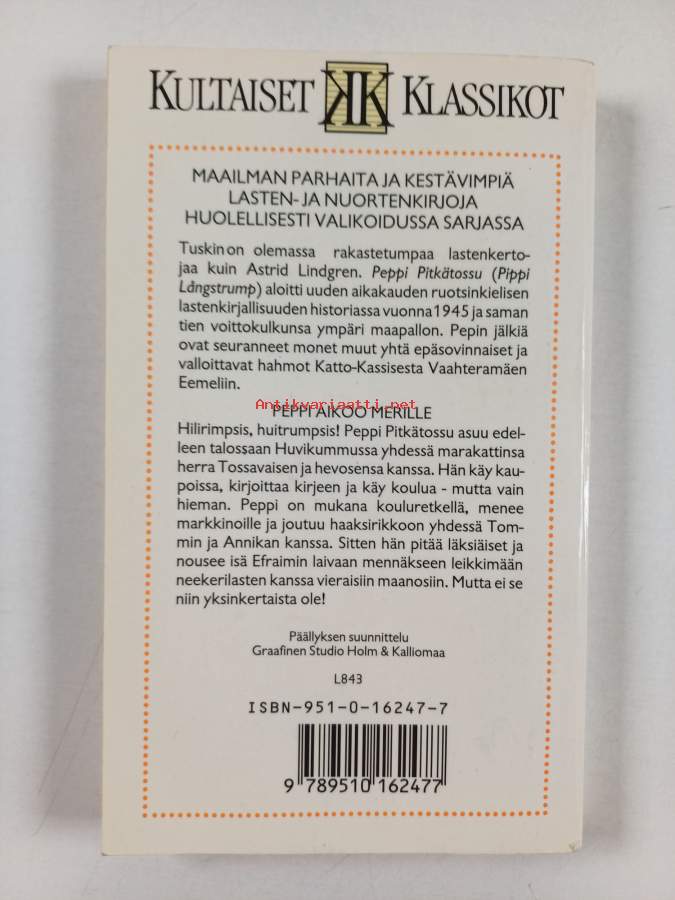 KULTAISET KK KLASSIKOT
MAAILMAN PARHAITA JA KESTÄVIMPIÄ
LASTEN- JA NUORTENKIRJOJA
HUOLELLISESTI VALIKOIDUSSA SARJASSA
Tuskin on olemassa rakastetumpaa lastenkerto-
jaa kuin Astrid Lindgren. Peppi Pitkätossu (Pippi
Långstrump) aloitti uuden aikakauden ruotsinkielisen
lastenkirjallisuuden historiassa vuonna 1945 ja saman
tien voittokulkunsa ympäri maapallon. Pepin jälkiä
ovat seuranneet monet muut yhtä epäsovinnaiset ja
valloittavat hahmot Katto-Kassisesta Vaahteramäen
Eemeliin.
Antikvariaatti.net
PEPPI AIKOO MERILLE
Hilirimpsis, huitrumpsis! Peppi Pitkätossu asuu edel-
leen talossaan Huvikummussa yhdessä marakattinsa
herra Tossavaisen ja hevosensa kanssa. Hän käy kau-
poissa, kirjoittaa kirjeen ja käy koulua - mutta vain
hieman. Peppi on mukana kouluretkellä, menee
markkinoille ja joutuu haaksirikkoon yhdessä Tom-
min ja Annikan kanssa. Sitten hän pitää läksiäiset ja
nousee isä Efraimin laivaan mennäkseen leikkimään
neekerilasten kanssa vieraisiin maanosiin. Mutta ei se
niin yksinkertaista ole!
Päällyksen suunnittelu
Graafinen Studio Holm & Kalliomaa
L843
ISBN-951-0-16247-7
9 789510 162477